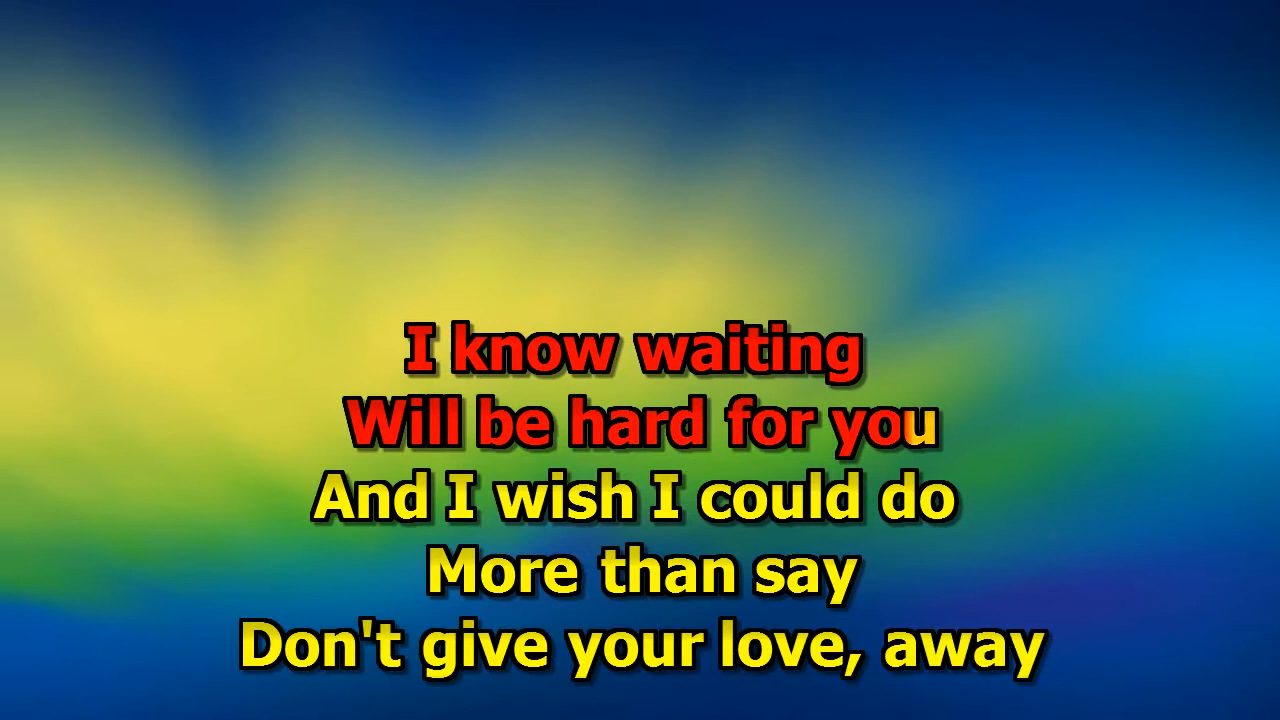 I know waiting
Will be hard for you
And I wish I could do
More than say
Don't give your love, away